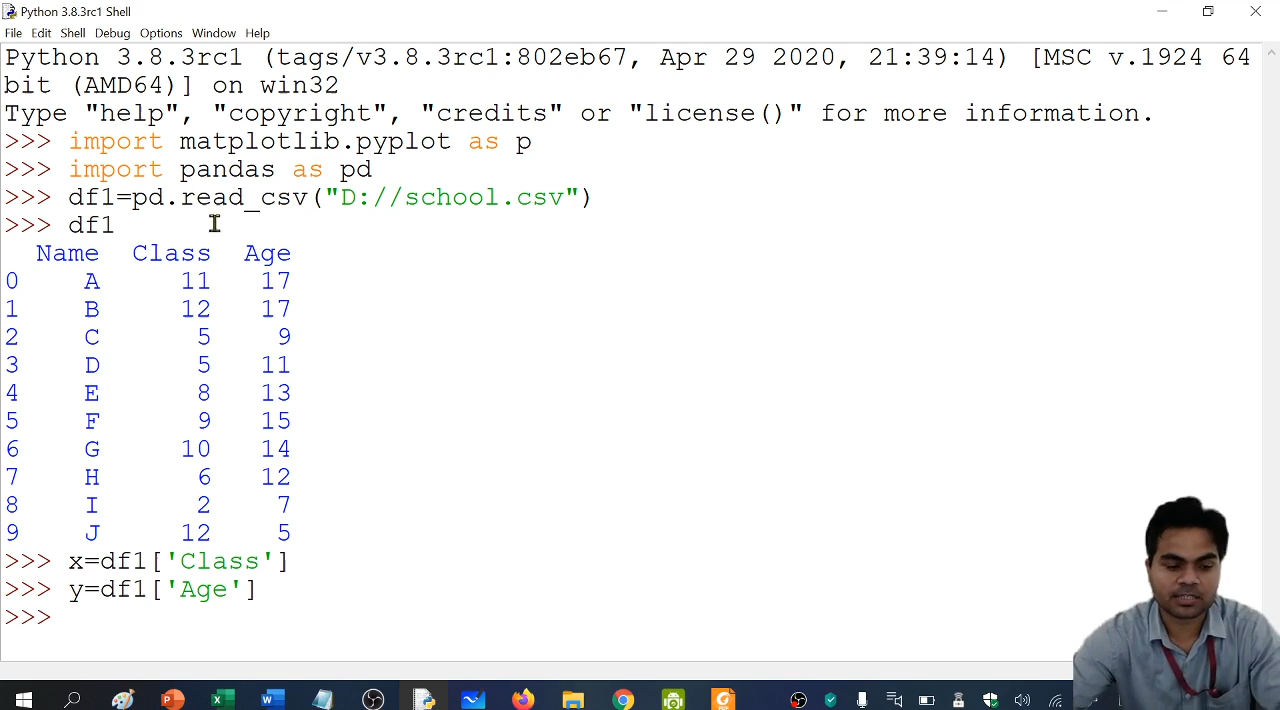 Python 3.8.3rc1 Shell
File Edit Shell Debug Options Window Help
Python 3.8.3rc1 (tags/v3.8.3rc1:802eb67, Apr 29 2020, 21:39:14) [MSC v.1924 64
bit (AMD64)] on win32
Type "help", "copyright", "credits" or "license()" for more information.
>>> import matplotlib.pyplot as p
>>> import pandas as pd
>>> df1=pd.read_csv("D://school.csv")
>>> df1
Name Class Age
0 A 11 17
1 B 12 17
2 C 5 9
3 D 5 11
4 E 8 13
5 F 9 15
6 G 10 14
7 H 6 12
8 I 2 7
9 J 12 5
>>> x=df1['Class']
>>> y=df1['Age']
>>>